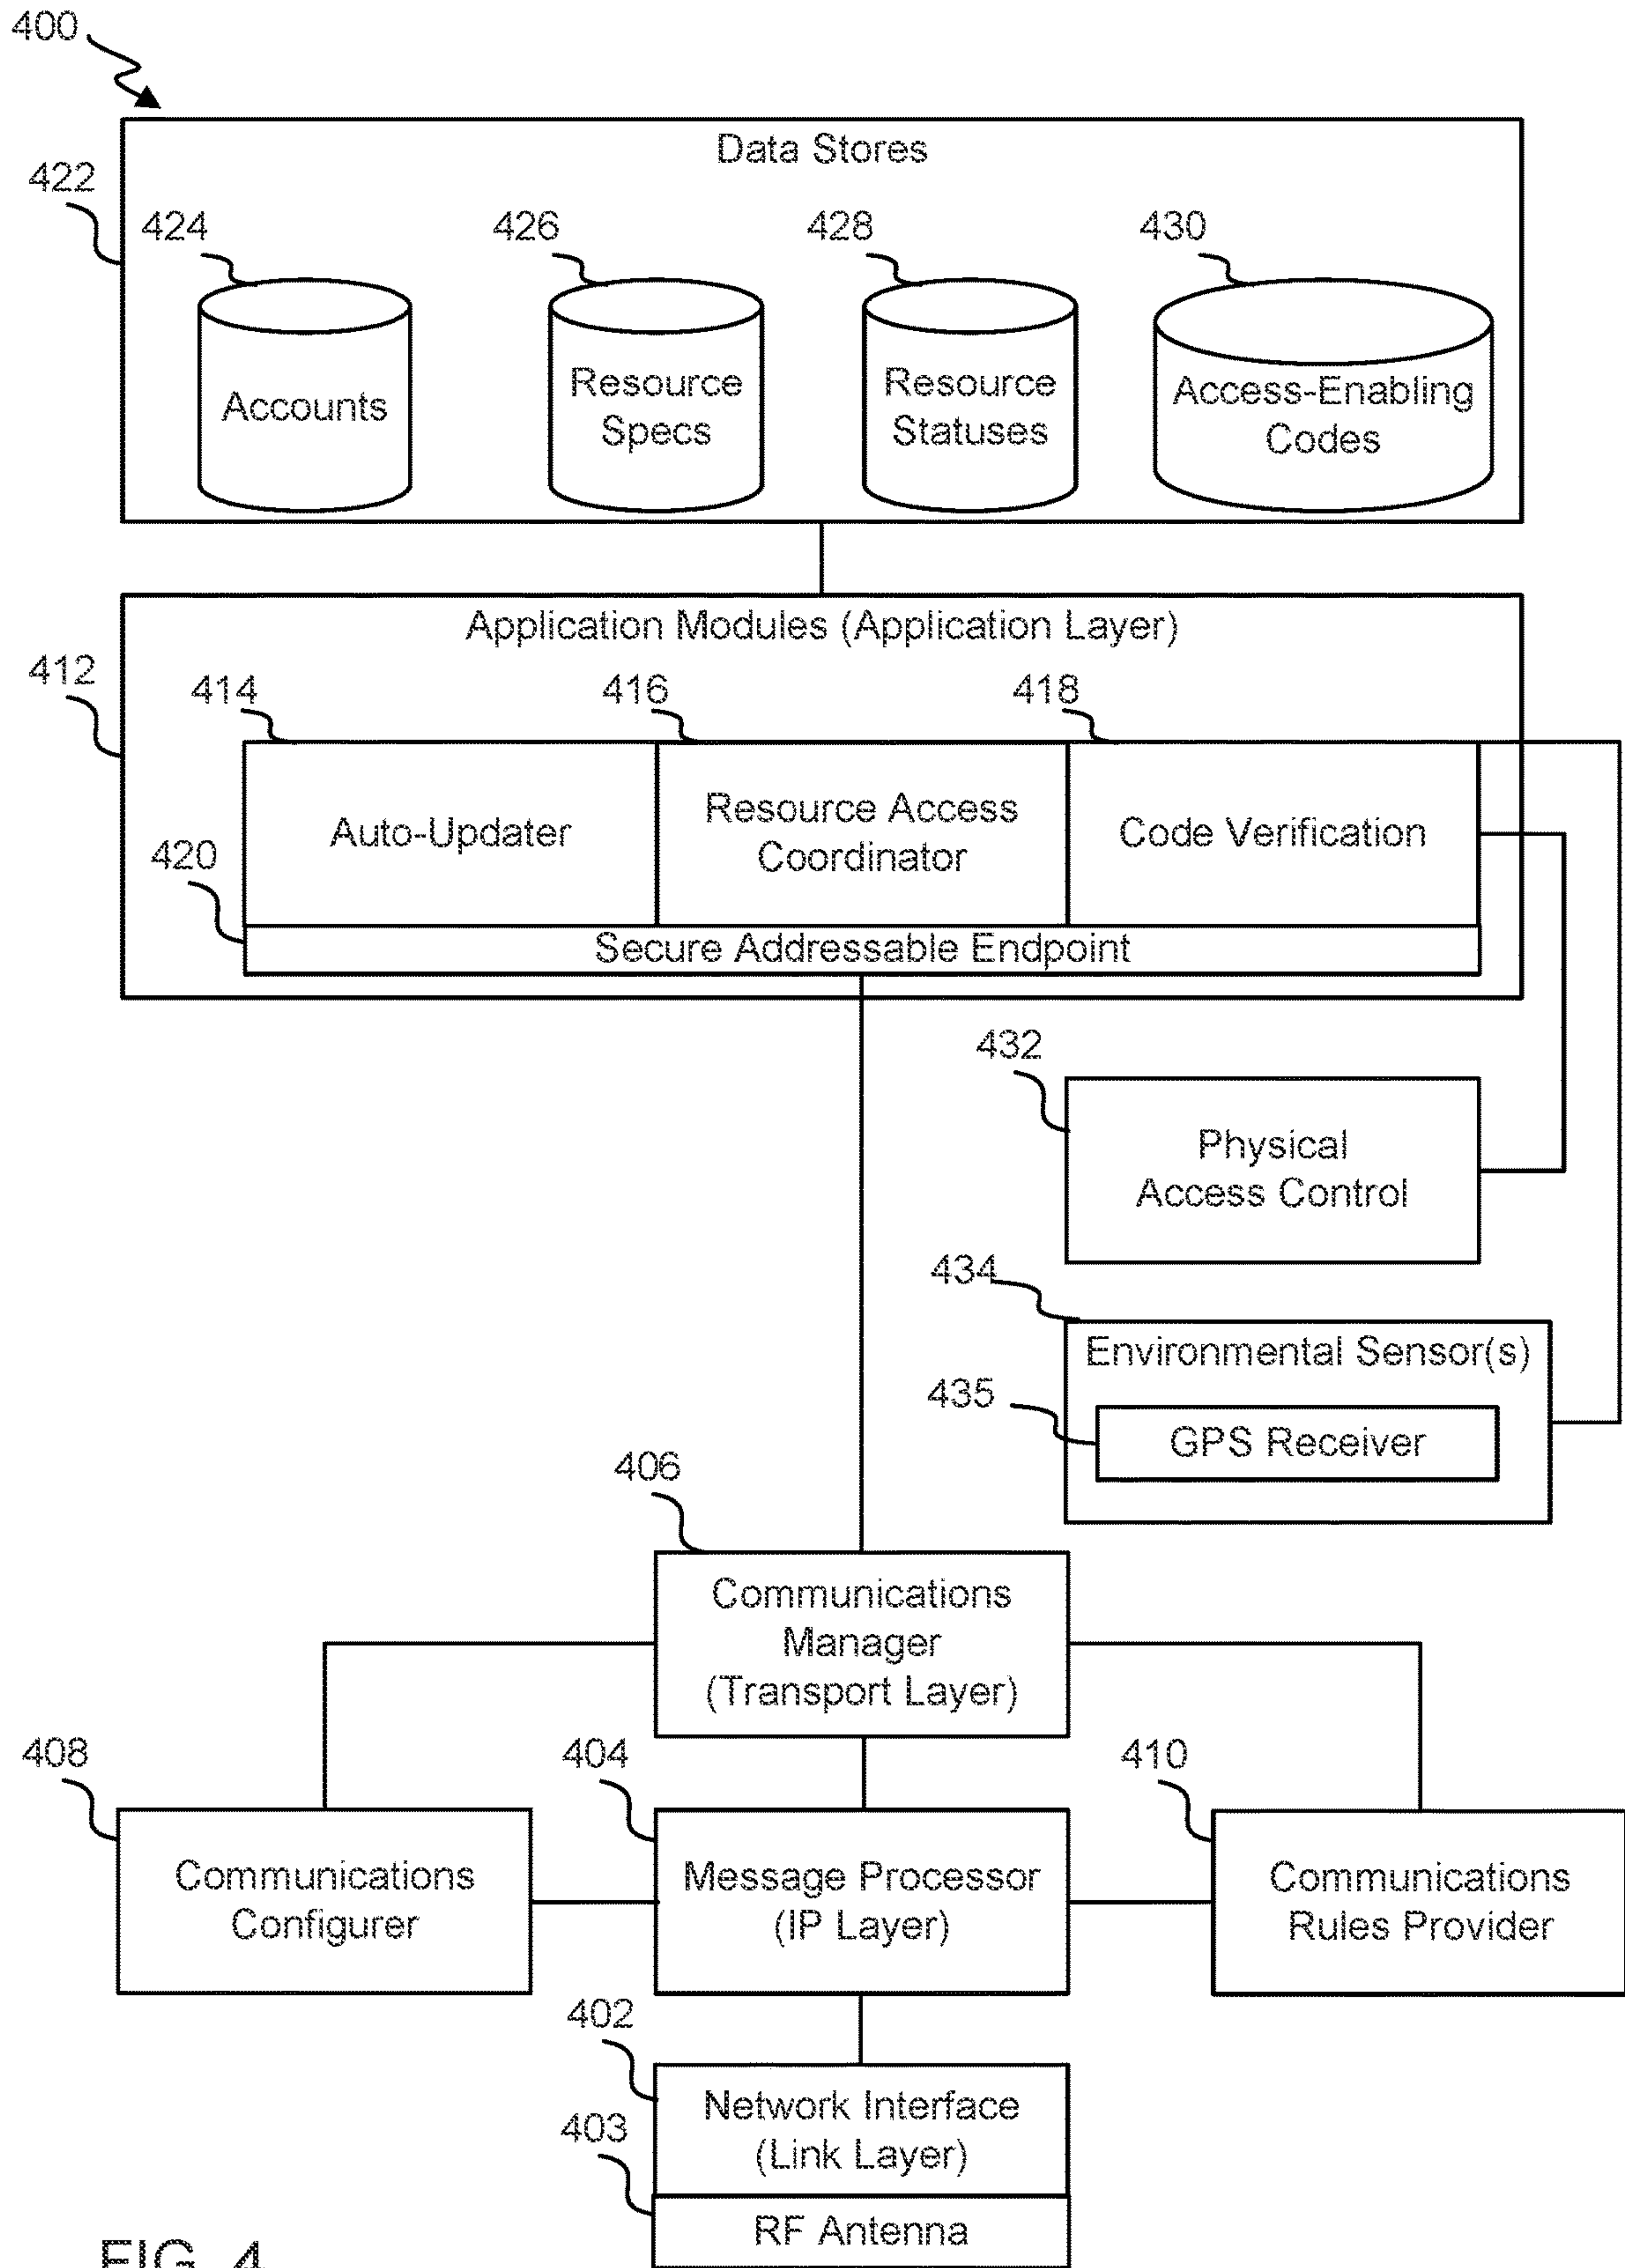 400
Data Stores
422
424
426
428
430
Accounts
Resource
Specs
Resource
Statuses
Access-Enabling
Codes
Application Modules (Application Layer)
412
414
416
418
Auto-Updater
Resource Access
Coordinator
Code Verification
420
Secure Addressable Endpoint
432
Physical
Access Control
434
Environmental Sensor(s)
435
GPS Receiver
406
Communications
Manager
(Transport Layer)
408
404
410
Communications
Configurer
Message Processor
(IP Layer)
Communications
Rules Provider
402
Network Interface
(Link Layer)
403
RF Antenna
FIG. 4